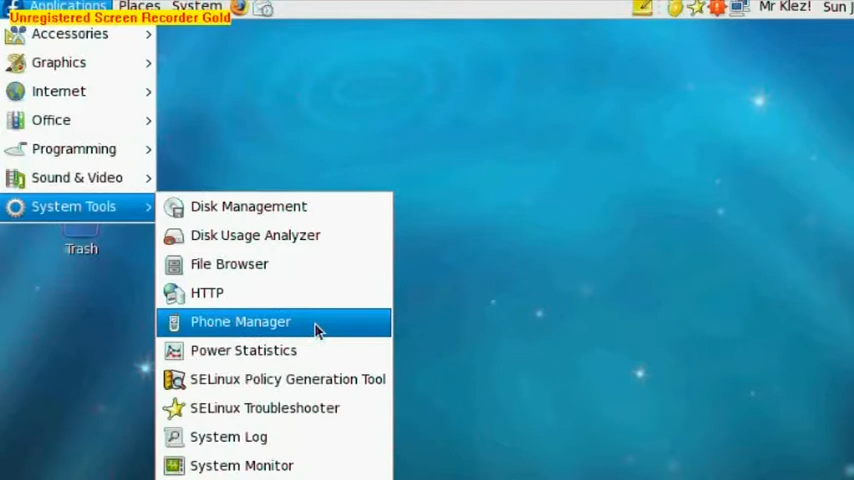 Applications Places System Mr Klez! Sun J
Unregistered Screen Recorder Gold
Accessories
Graphics
Internet
Office
Programming
Sound & Video
System Tools
Disk Management
Trash
Disk Usage Analyzer
File Browser
HTTP
Phone Manager
Power Statistics
SELinux Policy Generation Tool
SELinux Troubleshooter
System Log
System Monitor